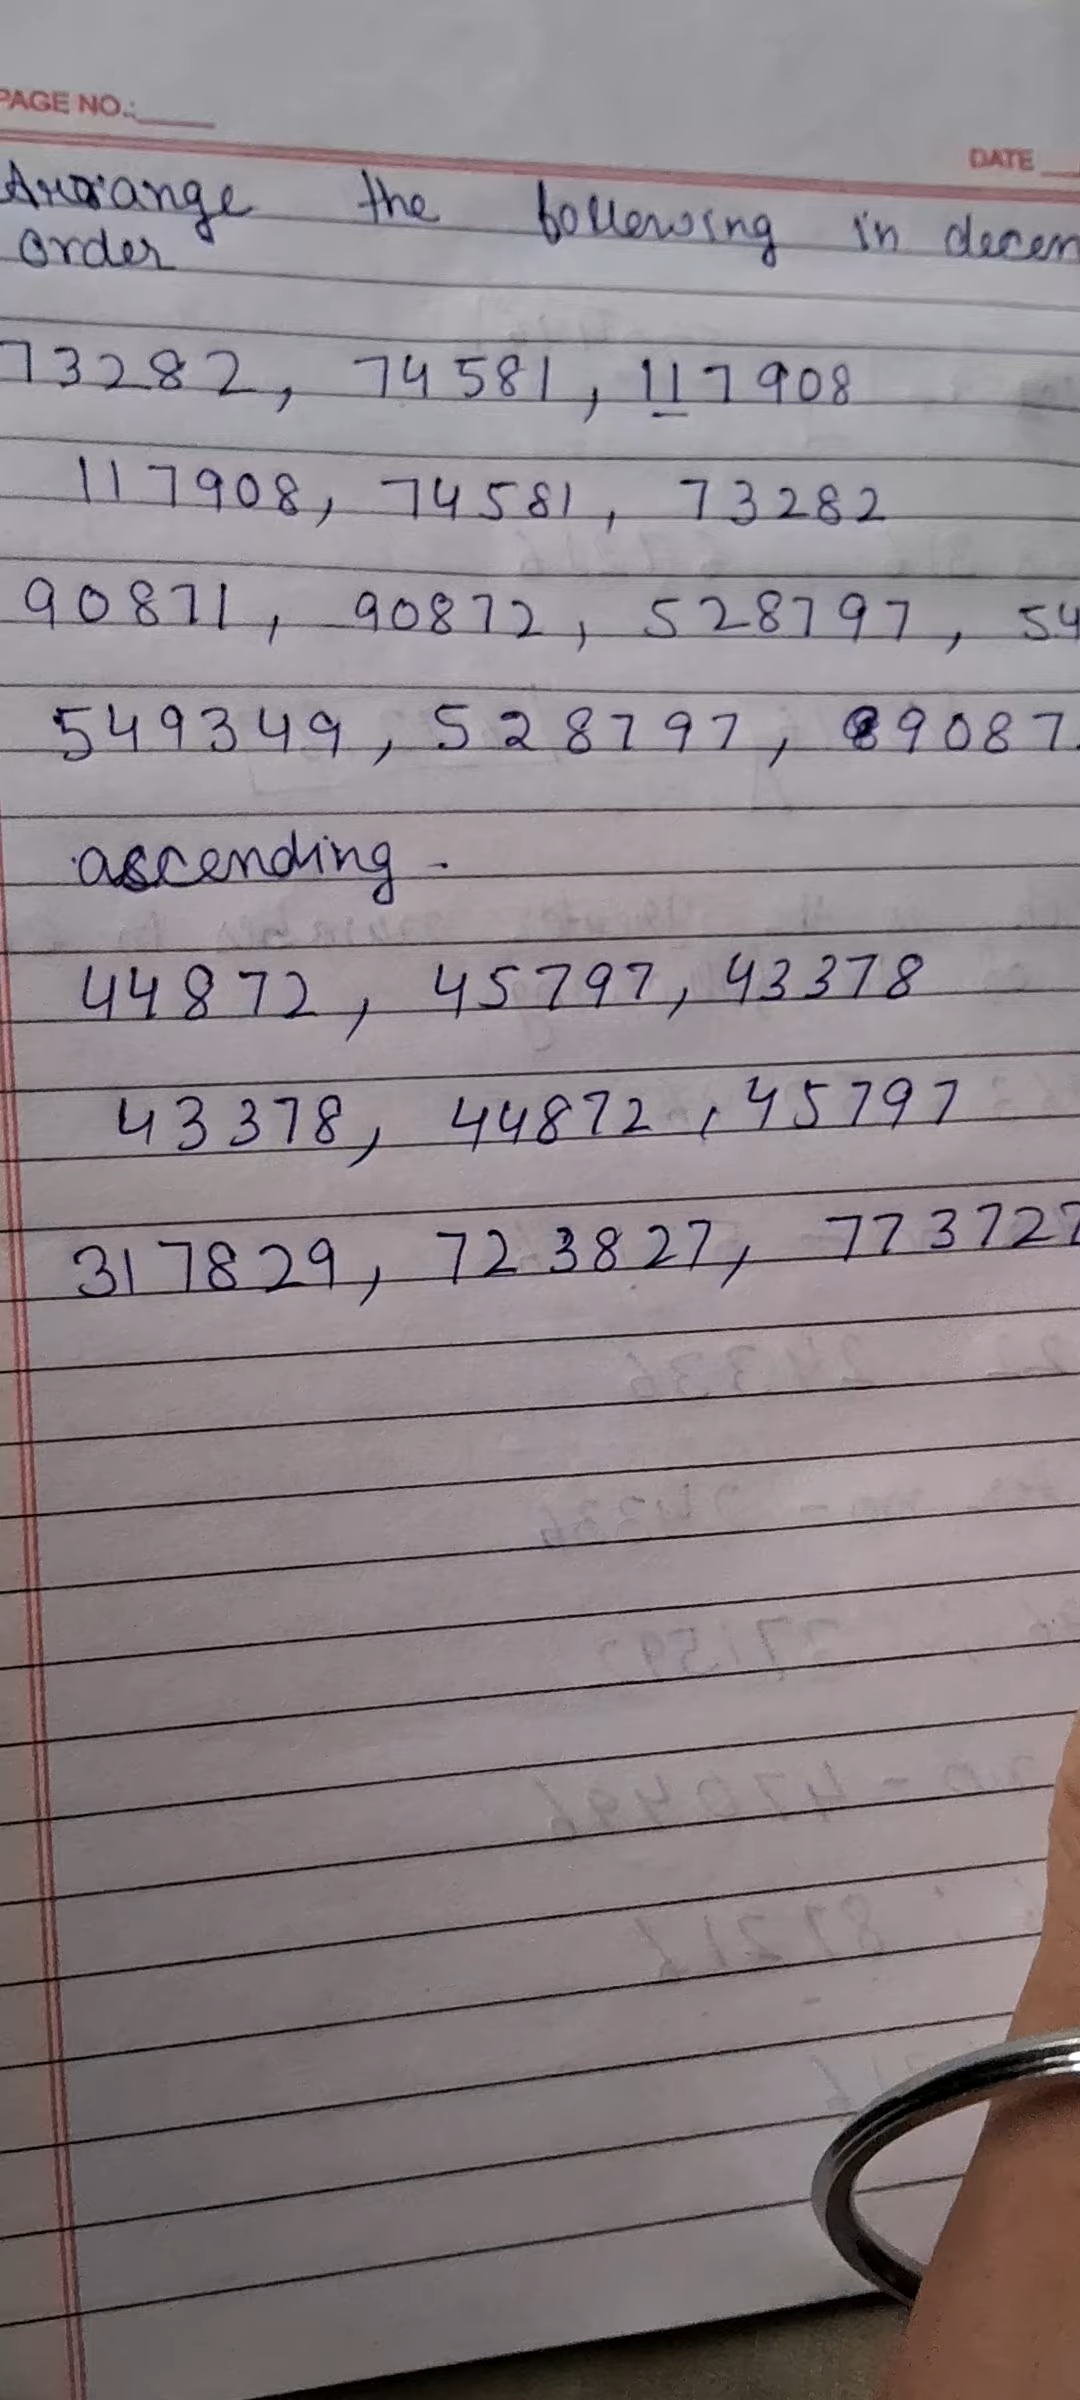 PAGE NO.:
DATE
Arrange the following in decen
order
73282, 74581, 117908
117908, 74581, 73282
90871, 90872, 528797, 54
549349, 528797, 89087
ascending -
44872, 45797, 43378
43378, 44872, 45797
317829, 723827, 773727